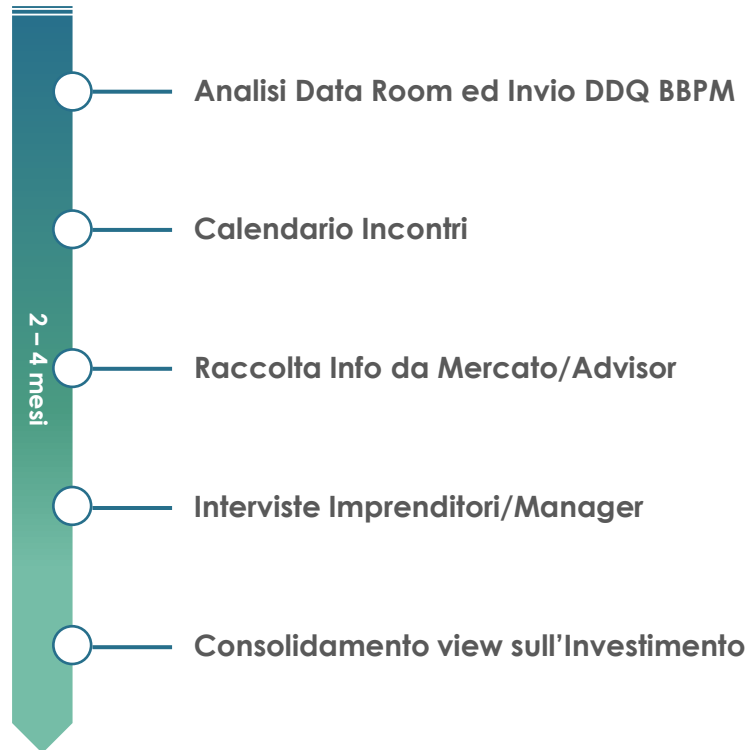 Analisi Data Room ed Invio DDQ BBPM
Calendario Incontri
2 – 4 mesi
Raccolta Info da Mercato/Advisor
Interviste Imprenditori/Manager
Consolidamento view sull’Investimento